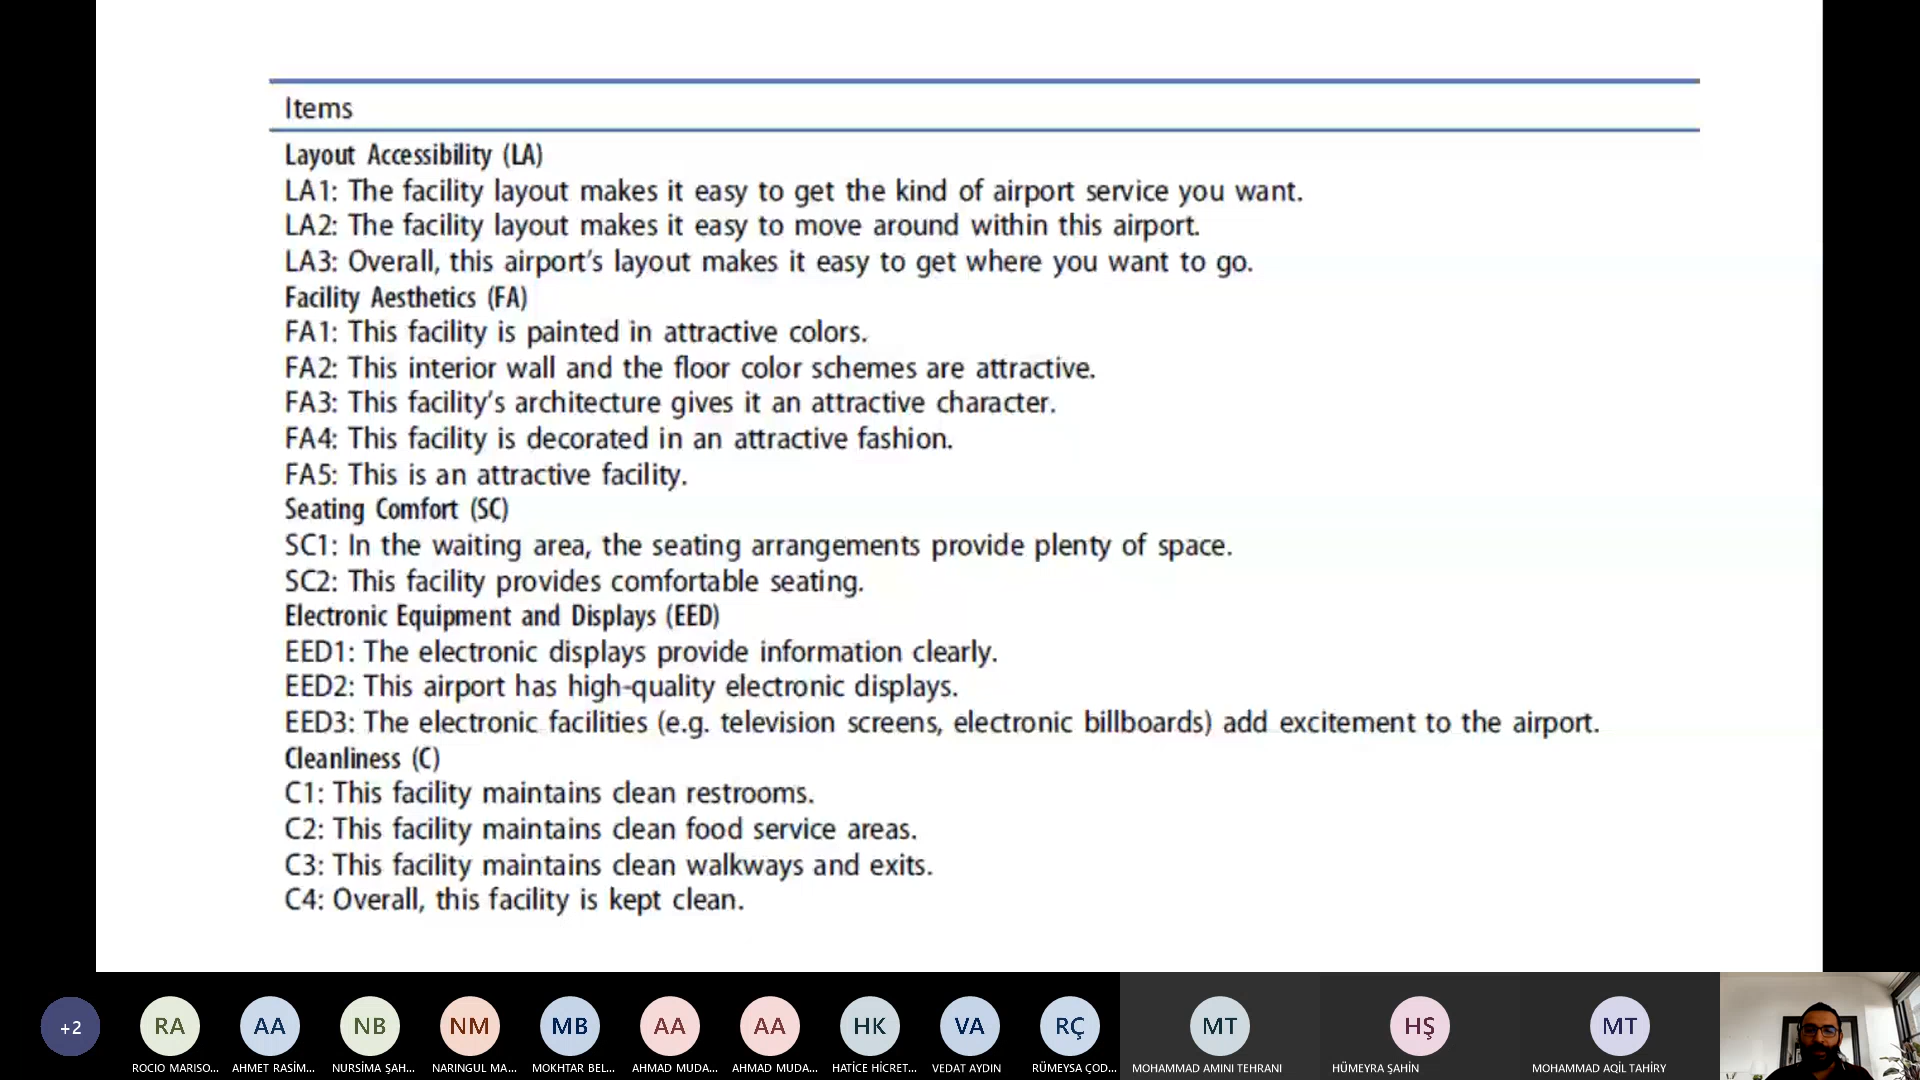 Items
Layout Accessibility (LA)
LA1: The facility layout makes it easy to get the kind of airport service you want.
LA2: The facility layout makes it easy to move around within this airport.
LA3: Overall, this airport's layout makes it easy to get where you want to go.
Facility Aesthetics (FA)
FA1: This facility is painted in attractive colors.
FA2: This interior wall and the floor color schemes are attractive.
FA3: This facility's architecture gives it an attractive character.
FA4: This facility is decorated in an attractive fashion.
FA5: This is an attractive facility.
Seating Comfort (SC)
SC1: In the waiting area, the seating arrangements provide plenty of space.
SC2: This facility provides comfortable seating.
Electronic Equipment and Displays (EED)
EED1: The electronic displays provide information clearly.
EED2: This airport has high-quality electronic displays.
EED3: The electronic facilities (e.g. television screens, electronic billboards) add excitement to the airport.
Cleanliness (C)
C1: This facility maintains clean restrooms.
C2: This facility maintains clean food service areas.
C3: This facility maintains clean walkways and exits.
C4: Overall, this facility is kept clean.
+2 RA AA NB NM MB AA AA HK VA RÇ MT HŞ MT
ROCIO MARISO... AHMET RASİM... NURSİMA ŞAH... NARINGUL MA... MOKHTAR BEL... AHMAD MUDA... AHMAD MUDA... HATİCE HİCRET... VEDAT AYDIN RÜMEYSA ÇOD... MOHAMMAD AMINI TEHRANI HÜMEYRA ŞAHİN MOHAMMAD AQİL TAHİRY